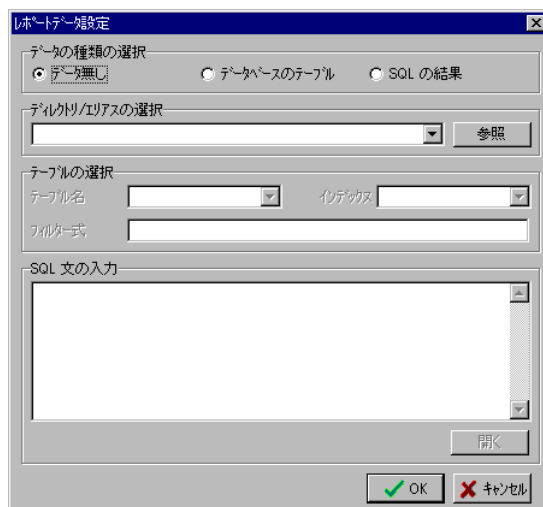 ﾚﾎﾟｰﾄﾃﾞｰﾀ設定
ﾃﾞｰﾀの種類の選択
ﾃﾞｰﾀ無し ﾃﾞｰﾀﾍﾞｰｽのﾃｰﾌﾞﾙ SQL の結果
ﾃﾞｨﾚｸﾄﾘ/ｴﾘｱｽの選択
参照
ﾃｰﾌﾞﾙの選択
ﾃｰﾌﾞﾙ名 ｲﾝﾃﾞｯｸｽ
ﾌｨﾙﾀｰ式
SQL 文の入力
開く
OK ｷｬﾝｾﾙ